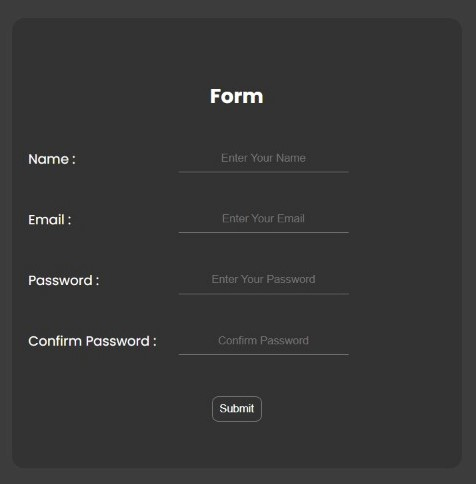 Form
Name : Enter Your Name
Email : Enter Your Email
Password : Enter Your Password
Confirm Password : Confirm Password
Submit